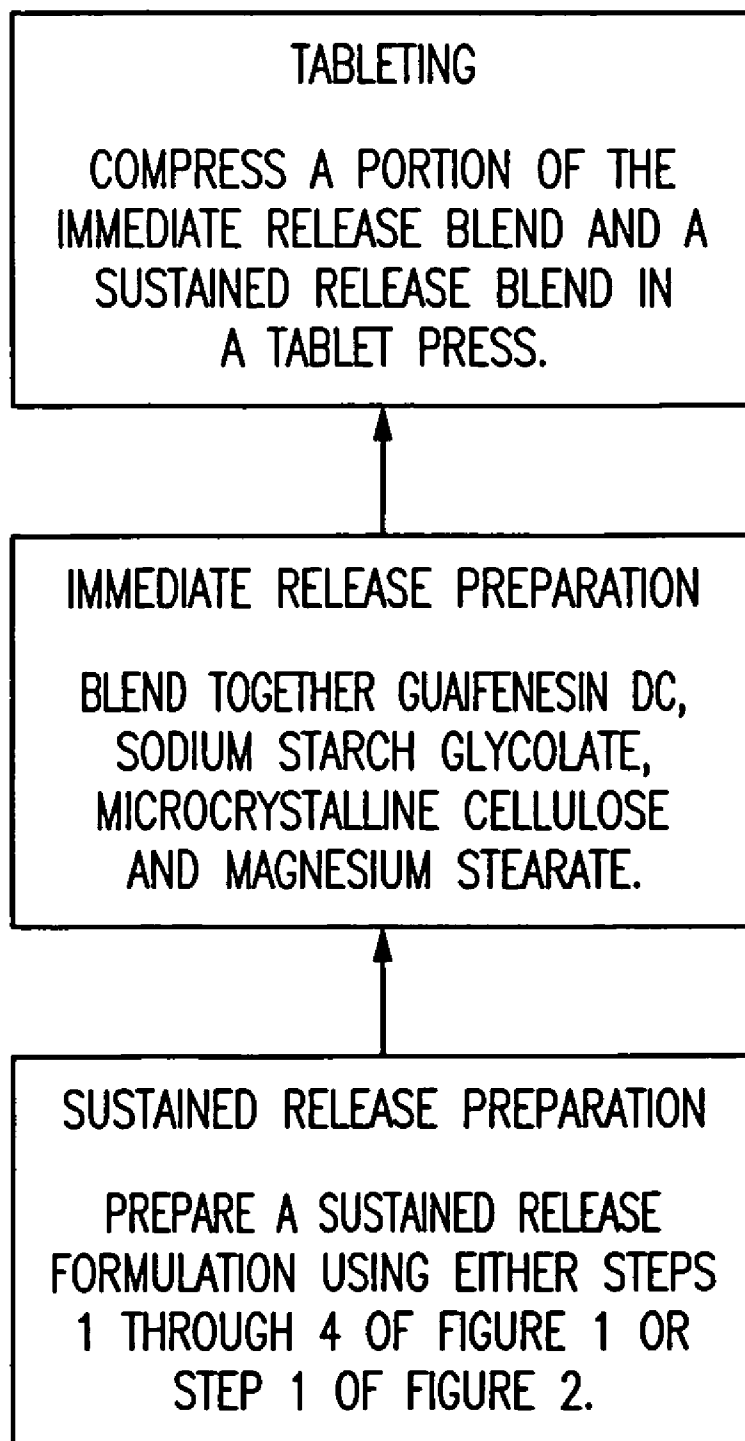 TABLETING
COMPRESS A PORTION OF THE
IMMEDIATE RELEASE BLEND AND A
SUSTAINED RELEASE BLEND IN
A TABLET PRESS.
IMMEDIATE RELEASE PREPARATION
BLEND TOGETHER GUAIFENESIN DC,
SODIUM STARCH GLYCOLATE,
MICROCRYSTALLINE CELLULOSE
AND MAGNESIUM STEARATE.
SUSTAINED RELEASE PREPARATION
PREPARE A SUSTAINED RELEASE
FORMULATION USING EITHER STEPS
1 THROUGH 4 OF FIGURE 1 OR
STEP 1 OF FIGURE 2.